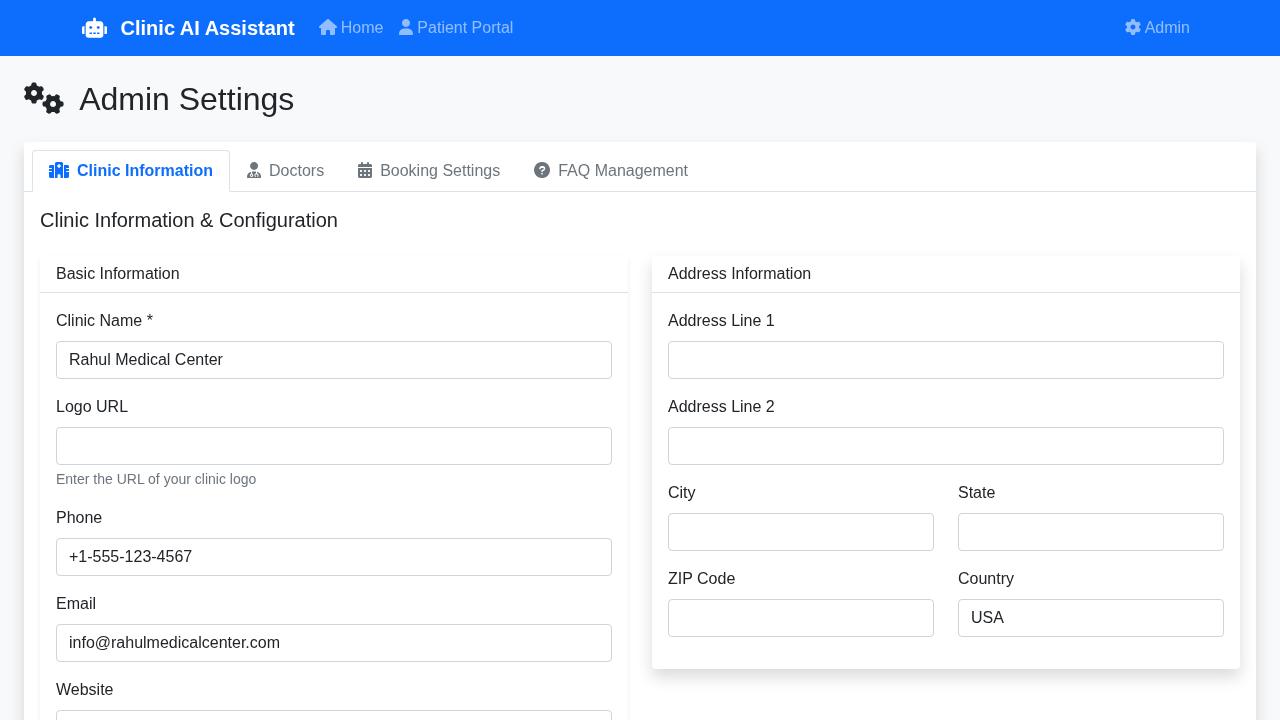 Clinic AI Assistant
Home
Patient Portal
Admin
Admin Settings
Clinic Information
Doctors
Booking Settings
FAQ Management
Clinic Information & Configuration
Basic Information
Clinic Name *
Rahul Medical Center
Logo URL
Enter the URL of your clinic logo
Phone
+1-555-123-4567
Email
info@rahulmedicalcenter.com
Website
Address Information
Address Line 1
Address Line 2
City
State
ZIP Code
Country
USA